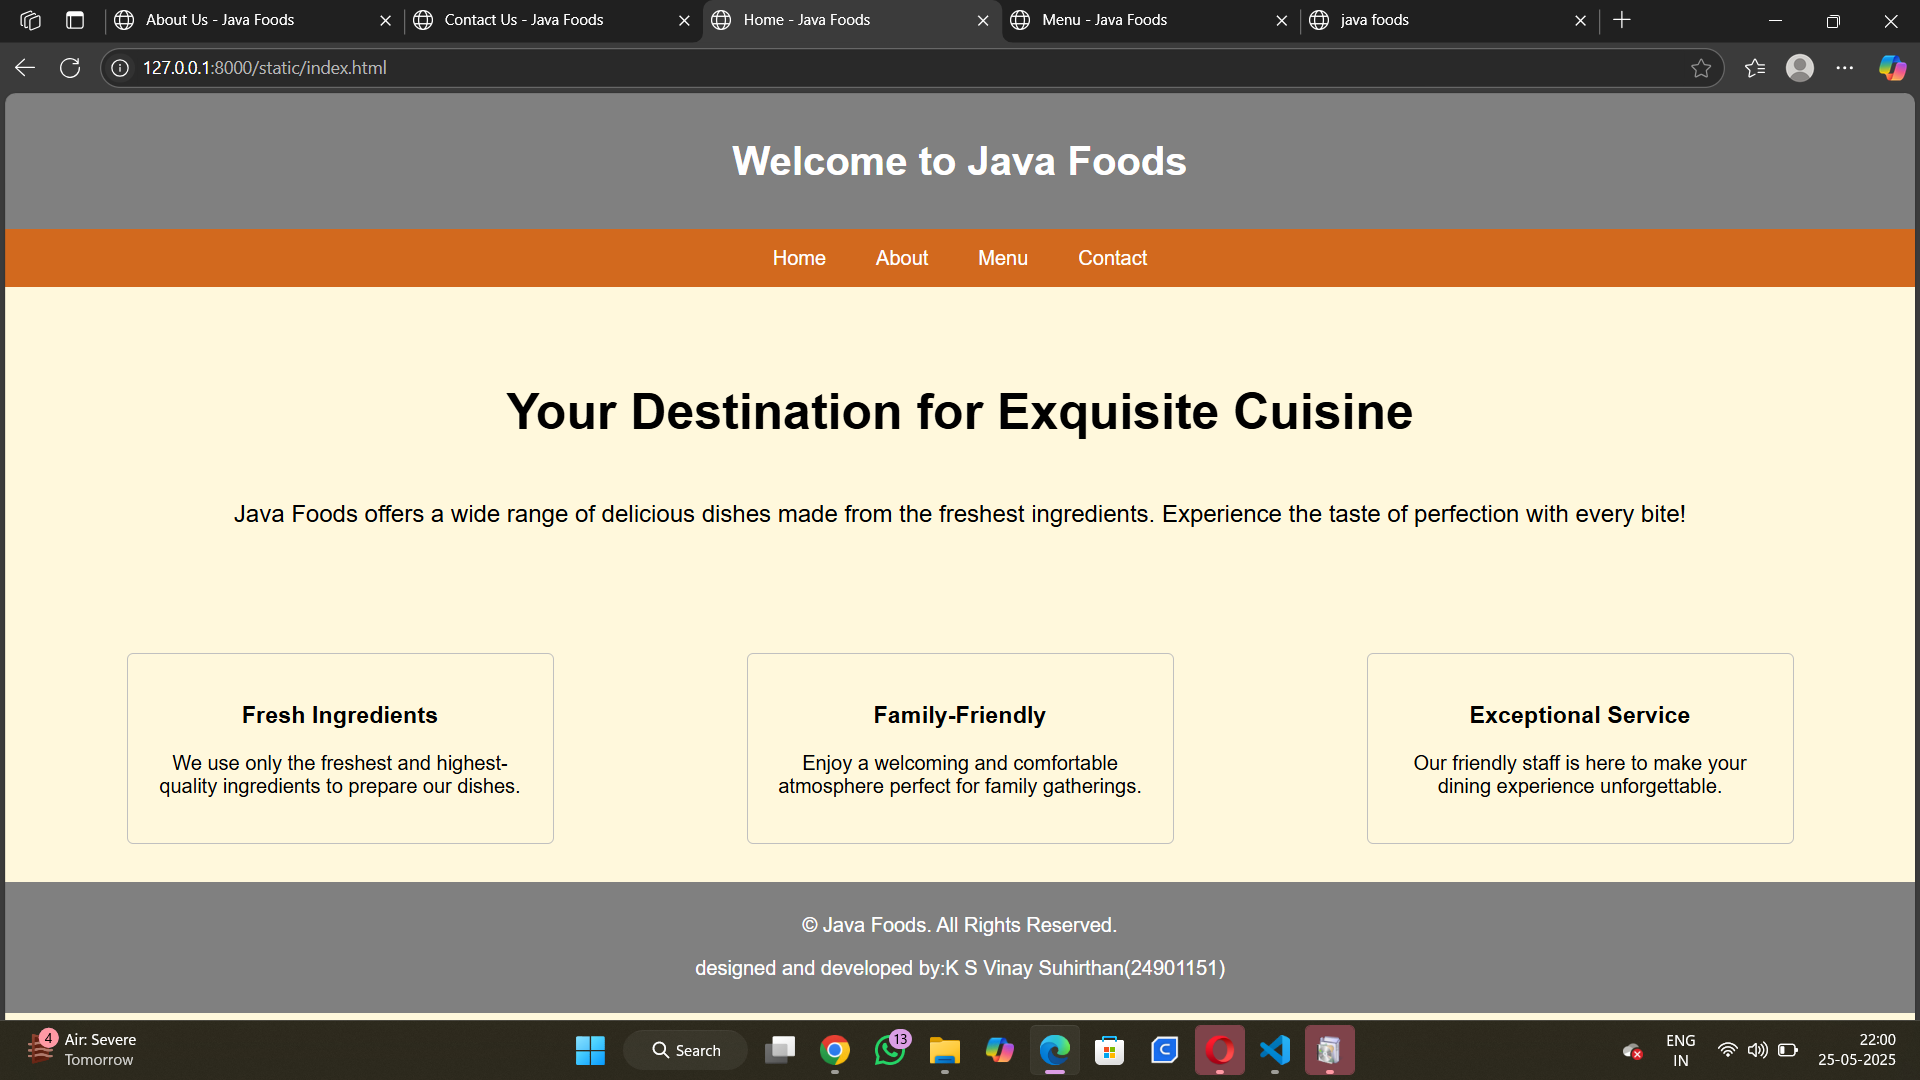 About Us - Java Foods
Contact Us - Java Foods
Home - Java Foods
Menu - Java Foods
java foods
127.0.0.1:8000/static/index.html
Welcome to Java Foods
Home About Menu Contact
Your Destination for Exquisite Cuisine
Java Foods offers a wide range of delicious dishes made from the freshest ingredients. Experience the taste of perfection with every bite!
Fresh Ingredients
We use only the freshest and highest-
quality ingredients to prepare our dishes.
Family-Friendly
Enjoy a welcoming and comfortable
atmosphere perfect for family gatherings.
Exceptional Service
Our friendly staff is here to make your
dining experience unforgettable.
© Java Foods. All Rights Reserved.
designed and developed by:K S Vinay Suhirthan(24901151)
4
Air: Severe
Tomorrow
Search
13
ENG
IN
22:00
25-05-2025